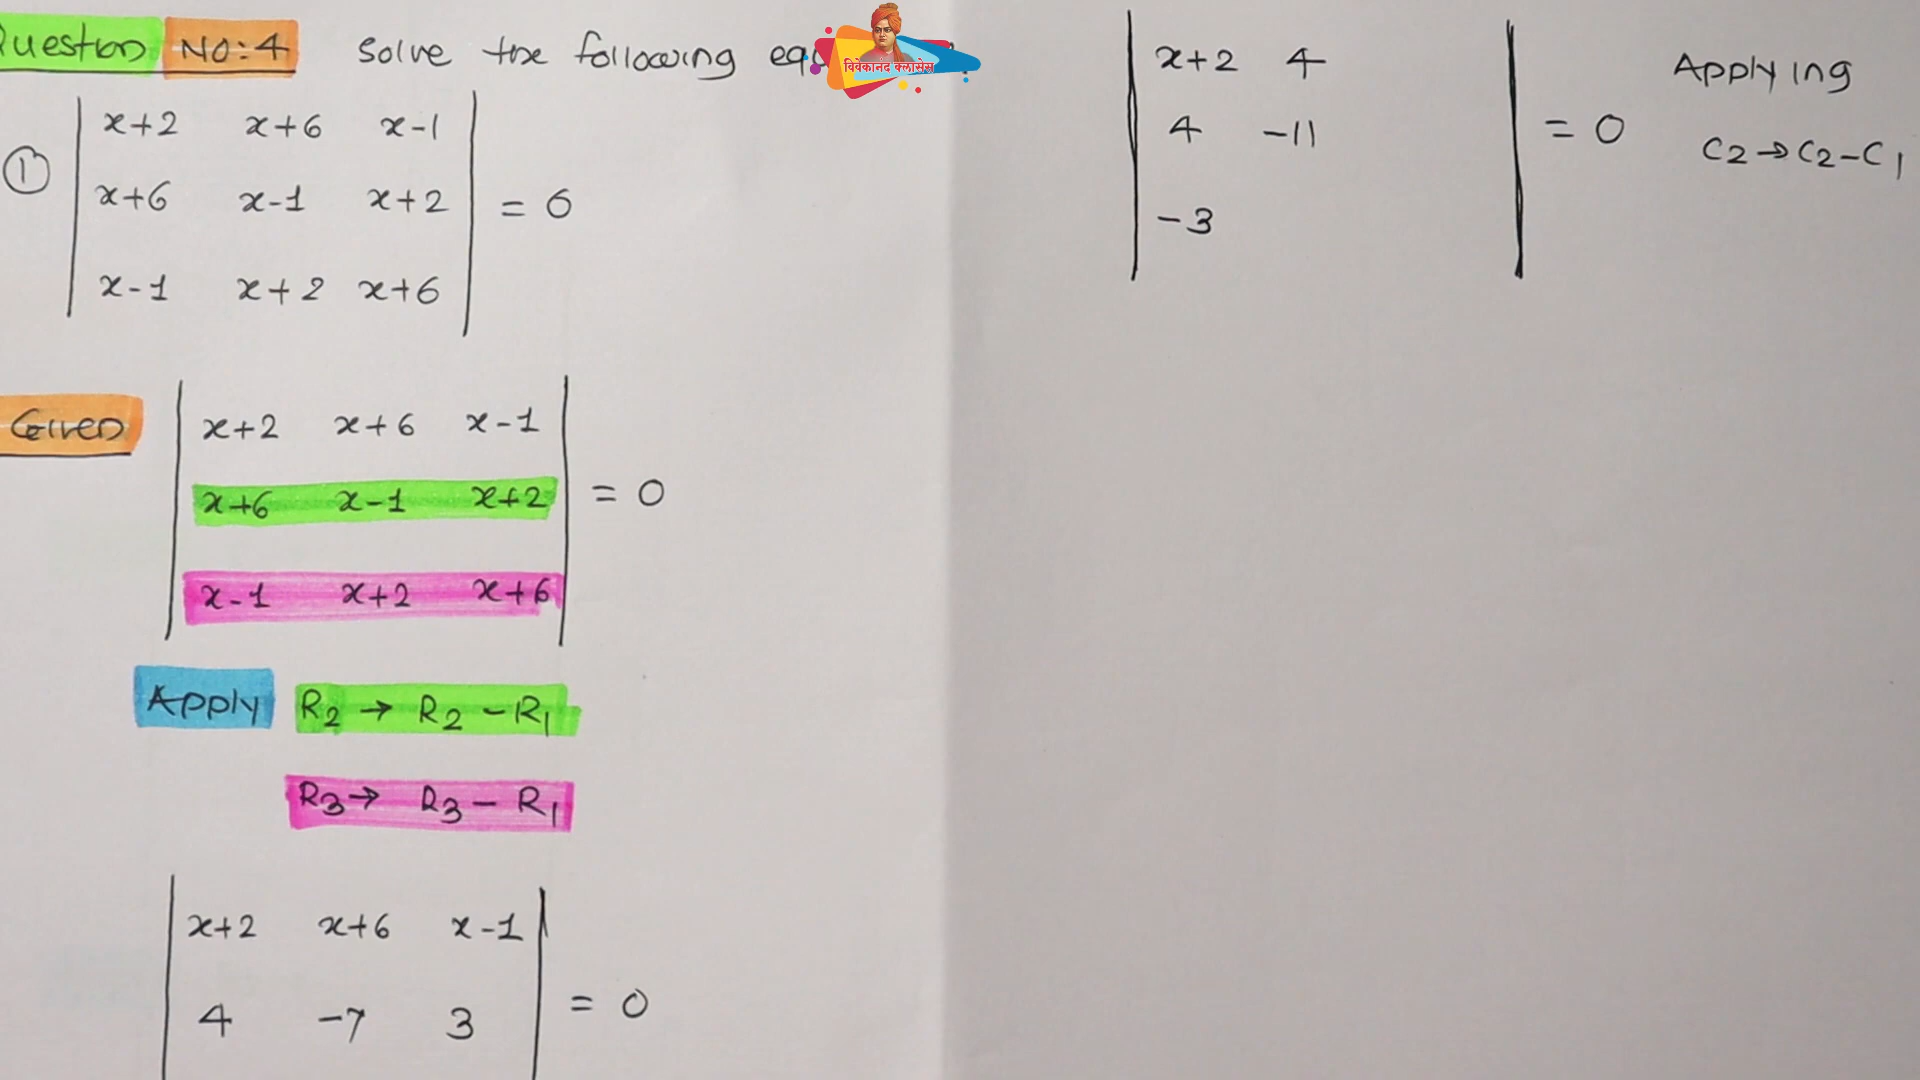 Question No: 4 Solve the following
विवेकानंद क्लासेस
① x+2 x+6 x-1
x+6 x-1 x+2 = 0
x-1 x+2 x+6
Given x+2 x+6 x-1
x+6 x-1 x+2 = 0
x-1 x+2 x+6
Apply R2 → R2 - R1
R3 → R3 - R1
x+2 x+6 x-1
4 -7 3 = 0
x+2 4
4 -11 = 0
-3
Applying
C2 → C2 - C1